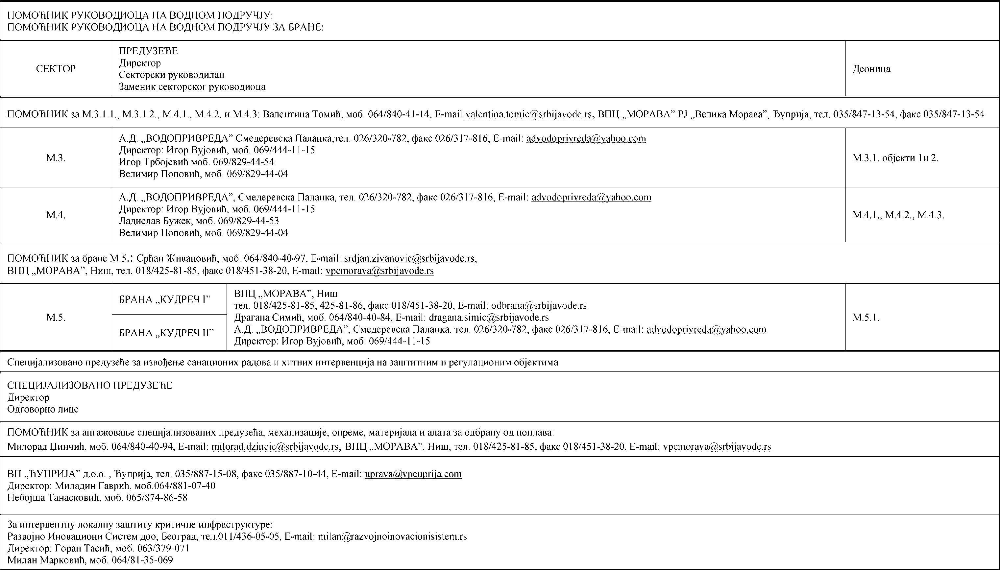 ПОМОЋНИК РУКОВОДИОЦА НА ВОДНОМ ПОДРУЧЈУ:
ПОМОЋНИК РУКОВОДИОЦА НА ВОДНОМ ПОДРУЧЈУ ЗА БРАНЕ:
СЕКТОР
ПРЕДУЗЕЋЕ
Директор
Секторски руководилац
Заменик секторског руководиоца
Деоница
ПОМОЋНИК за М.3.1.1., М.3.1.2., М.4.1., М.4.2. и М.4.3: Валентина Томић, моб. 064/840-41-14, E-mail:valentina.tomic@srbijavode.rs, ВПЦ „МОРАВА” РЈ „Велика Морава”, Ћуприја, тел. 035/847-13-54, факс 035/847-13-54
М.3.
А.Д. „ВОДОПРИВРЕДА” Смедеревска Паланка,тел. 026/320-782, факс 026/317-816, E-mail: advodoprivreda@yahoo.com
Директор: Игор Вујовић, моб. 069/444-11-15
Игор Трбојевић моб. 069/829-44-54
Велимир Поповић, моб. 069/829-44-04
М.3.1. објекти 1и 2.
М.4.
А.Д. „ВОДОПРИВРЕДА”, Смедеревска Паланка, тел. 026/320-782, факс 026/317-816, E-mail: advodoprivreda@yahoo.com
Директор: Игор Вујовић, моб. 069/444-11-15
Ладислав Бужек, моб. 069/829-44-53
Велимир Поповић, моб. 069/829-44-04
М.4.1., М.4.2., М.4.3.
ПОМОЋНИК за бране М.5.: Срђан Живановић, моб. 064/840-40-97, E-mail: srdjan.zivanovic@srbijavode.rs,
ВПЦ „МОРАВА”, Ниш, тел. 018/425-81-85, факс 018/451-38-20, E-mail: vpcmorava@srbijavode.rs
М.5.
БРАНА „КУДРЕЧ I”
БРАНА „КУДРЕЧ II”
ВПЦ „МОРАВА”, Ниш
тел. 018/425-81-85, 425-81-86, факс 018/451-38-20, E-mail: odbrana@srbijavode.rs
Драгана Симић, моб. 064/840-40-84, E-mail: dragana.simic@srbijavode.rs
А.Д. „ВОДОПРИВРЕДА”, Смедеревска Паланка, тел. 026/320-782, факс 026/317-816, E-mail: advodoprivreda@yahoo.com
Директор: Игор Вујовић, моб. 069/444-11-15
М.5.1.
Специјализовано предузеће за извођење санационих радова и хитних интервенција на заштитним и регулационим објектима
СПЕЦИЈАЛИЗОВАНО ПРЕДУЗЕЋЕ
Директор
Одговорно лице
ПОМОЋНИК за ангажовање специјализованих предузећа, механизације, опреме, материјала и алата за одбрану од поплава:
Милорад Џинчић, моб. 064/840-40-94, E-mail: milorad.dzincic@srbijavode.rs, ВПЦ „МОРАВА”, Ниш, тел. 018/425-81-85, факс 018/451-38-20, E-mail: vpcmorava@srbijavode.rs
ВП „ЋУПРИЈА” д.о.о. , Ћуприја, тел. 035/887-15-08, факс 035/887-10-44, E-mail: uprava@vpcuprija.com
Директор: Миладин Гаврић, моб.064/881-07-40
Небојша Танасковић, моб. 065/874-86-58
За интервентну локалну заштиту критичне инфраструктуре:
Развојно Иновациони Систем доо, Београд, тел.011/436-05-05, E-mail: milan@razvojnoinovacionisistem.rs
Директор: Горан Тасић, моб. 063/379-071
Милан Марковић, моб. 064/81-35-069